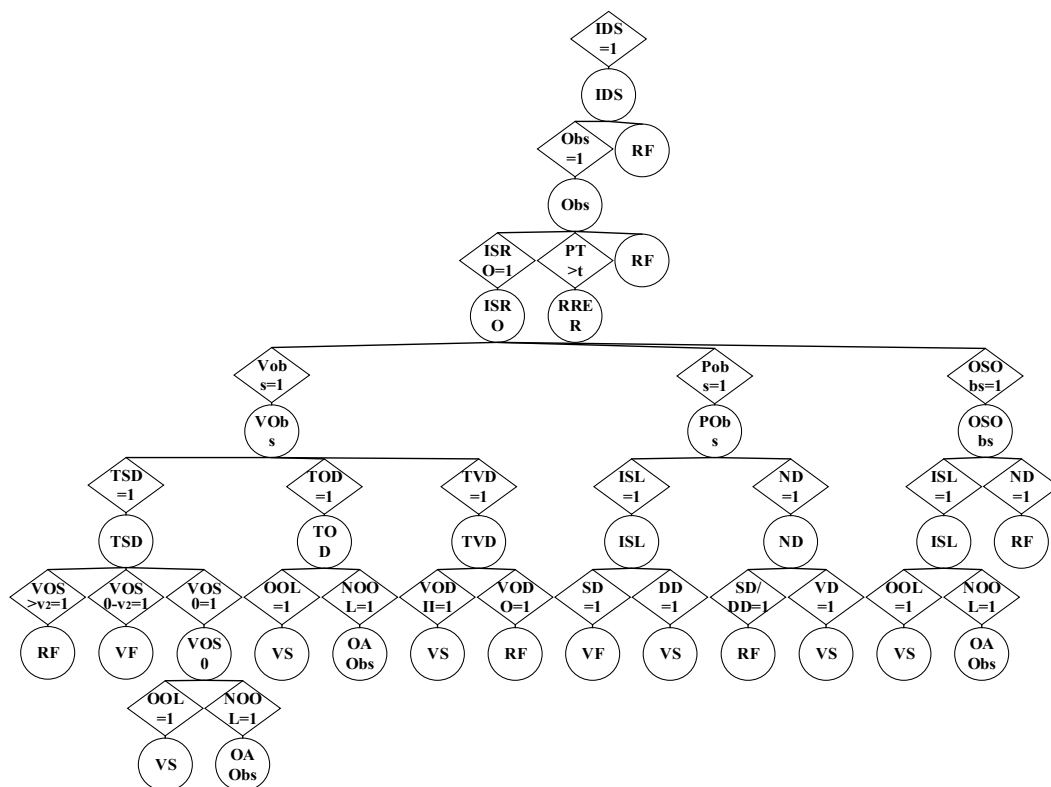 IDS
=1
IDS
Obs
=1
RF
Obs
ISR
O=1
PT
>t
RF
ISR
O
RRE
R
Vob
s=1
Pob
s=1
OSO
bs=1
VOb
s
POb
s
OSO
bs
TSD
=1
TOD
=1
TVD
=1
ISL
=1
ND
=1
ISL
=1
ND
=1
TSD
TO
D
TVD
ISL
ND
ISL
RF
VOS
>v2=1
VOS
0-v2=1
VOS
0=1
OOL
=1
NOO
L=1
VOD
II=1
VOD
O=1
SD
=1
DD
=1
SD/
DD=1
VD
=1
OOL
=1
NOO
L=1
RF
VF
VOS
0
VS
OA
Obs
VS
RF
VF
VS
RF
VS
VS
OA
Obs
OOL
=1
NOO
L=1
VS
OA
Obs